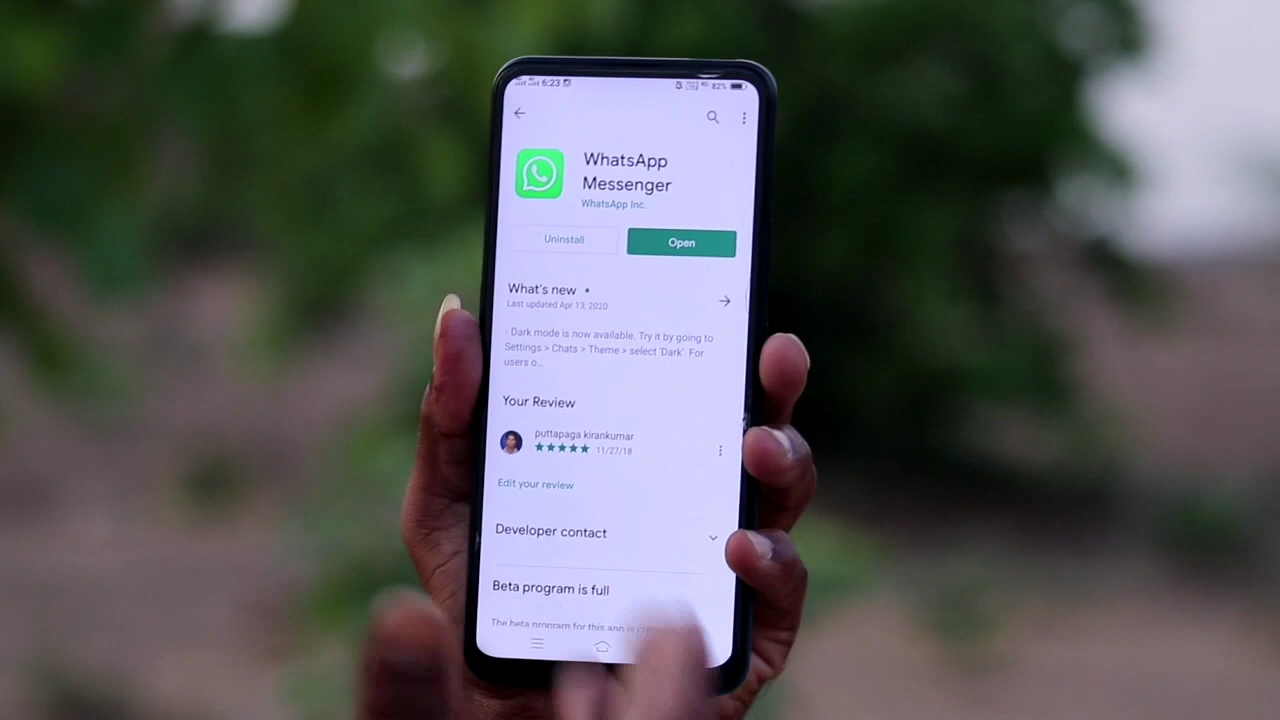 6:23
82%
WhatsApp
Messenger
WhatsApp Inc.
Uninstall
Open
What's new •
Last updated Apr 13, 2020
- Dark mode is now available. Try it by going to
Settings > Chats > Theme > select 'Dark'. For
users o...
Your Review
puttapaga kirankumar
11/27/18
Edit your review
Developer contact
Beta program is full
The beta program for this app is